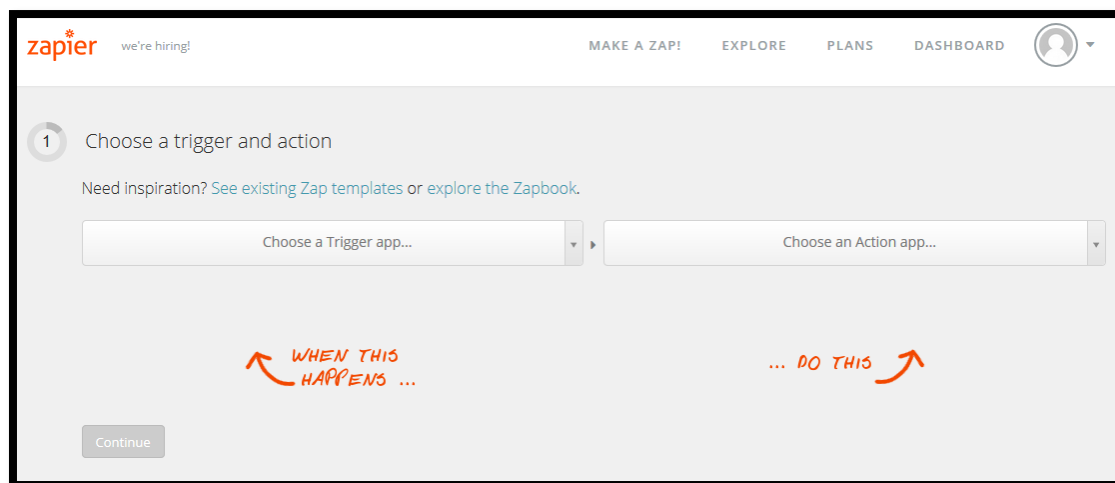 zapier we're hiring! MAKE A ZAP! EXPLORE PLANS DASHBOARD
1 Choose a trigger and action
Need inspiration? See existing Zap templates or explore the Zapbook.
Choose a Trigger app... Choose an Action app...
WHEN THIS
HAPPENS ...
... DO THIS
Continue